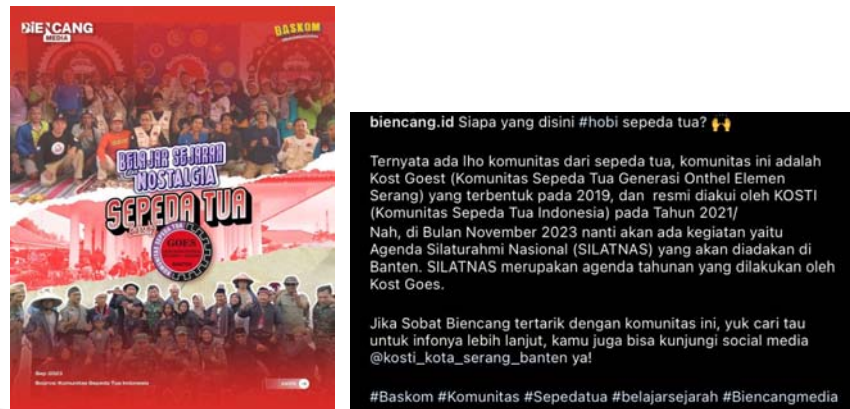 BIENCANG
MEDIA
BASKOM
BELAJAR SEJARAH
NOSTALGIA
SEPEDA TUA
GOES
Sep 2023
biencang.id Siapa yang disini #hobi sepeda tua? 🙌
Ternyata ada lho komunitas dari sepeda tua, komunitas ini adalah
Kost Goest (Komunitas Sepeda Tua Generasi Onthel Elemen
Serang) yang terbentuk pada 2019, dan resmi diakui oleh KOSTI
(Komunitas Sepeda Tua Indonesia) pada Tahun 2021/
Nah, di Bulan November 2023 nanti akan ada kegiatan yaitu
Agenda Silaturahmi Nasional (SILATNAS) yang akan diadakan di
Banten. SILATNAS merupakan agenda tahunan yang dilakukan oleh
Kost Goes.
Jika Sobat Biencang tertarik dengan komunitas ini, yuk cari tau
untuk infonya lebih lanjut, kamu juga bisa kunjungi social media
@kosti_kota_serang_banten ya!
#Baskom #Komunitas #Sepedatua #belajarsejarah #Biencangmedia